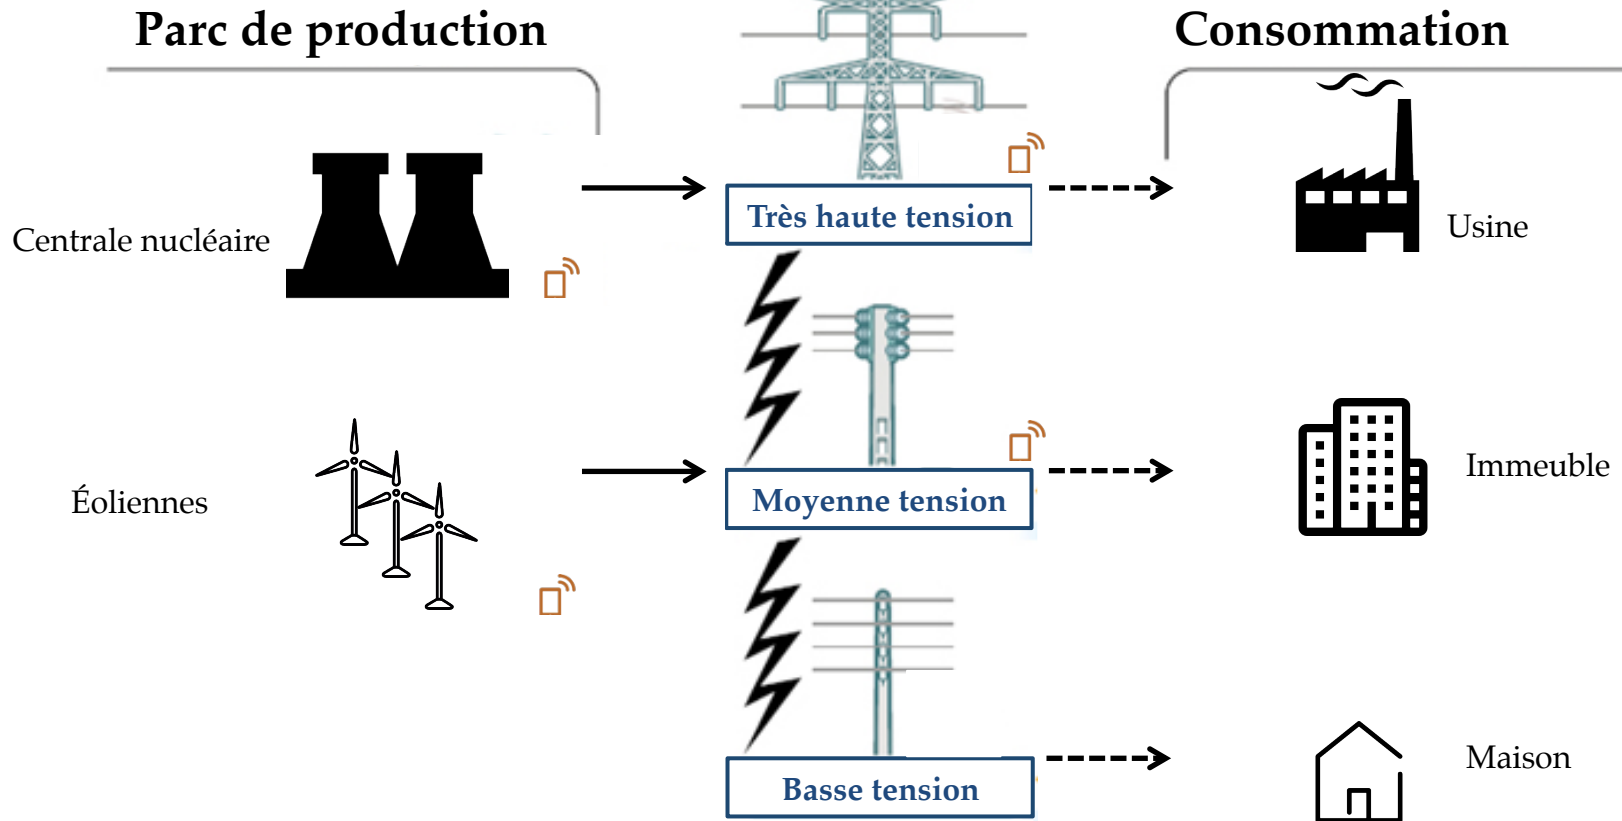 Parc de production
Consommation
Centrale nucléaire
Très haute tension
Usine
Éoliennes
Moyenne tension
Immeuble
Basse tension
Maison